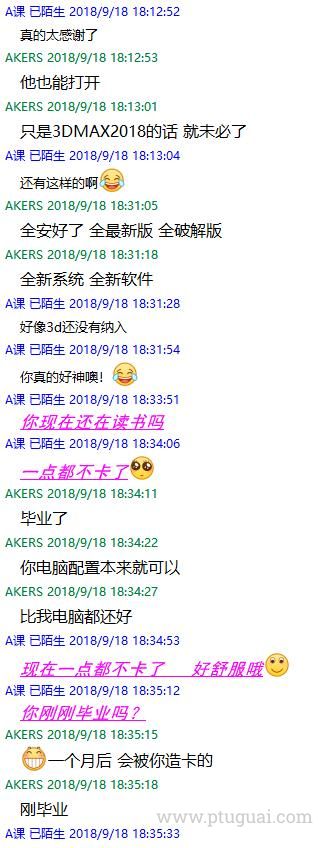 A课 已陌生 2018/9/18 18:12:52
真的太感谢了
AKERS 2018/9/18 18:12:53
他也能打开
AKERS 2018/9/18 18:13:01
只是3DMAX2018的话 就未必了
A课 已陌生 2018/9/18 18:13:04
还有这样的啊
AKERS 2018/9/18 18:31:05
全安好了 全最新版 全破解版
AKERS 2018/9/18 18:31:18
全新系统 全新软件
A课 已陌生 2018/9/18 18:31:28
好像3d还没有纳入
A课 已陌生 2018/9/18 18:31:54
你真的好神噢！
A课 已陌生 2018/9/18 18:33:51
你现在还在读书吗
A课 已陌生 2018/9/18 18:34:06
一点都不卡了
AKERS 2018/9/18 18:34:11
毕业了
AKERS 2018/9/18 18:34:22
你电脑配置本来就可以
AKERS 2018/9/18 18:34:27
比我电脑都还好
A课 已陌生 2018/9/18 18:34:53
现在一点都不卡了 好舒服哦
A课 已陌生 2018/9/18 18:35:12
你刚刚毕业吗？
AKERS 2018/9/18 18:35:15
一个月后 会被你造卡的
AKERS 2018/9/18 18:35:18
刚毕业
www.ptuguai.com
A课 已陌生 2018/9/18 18:35:33